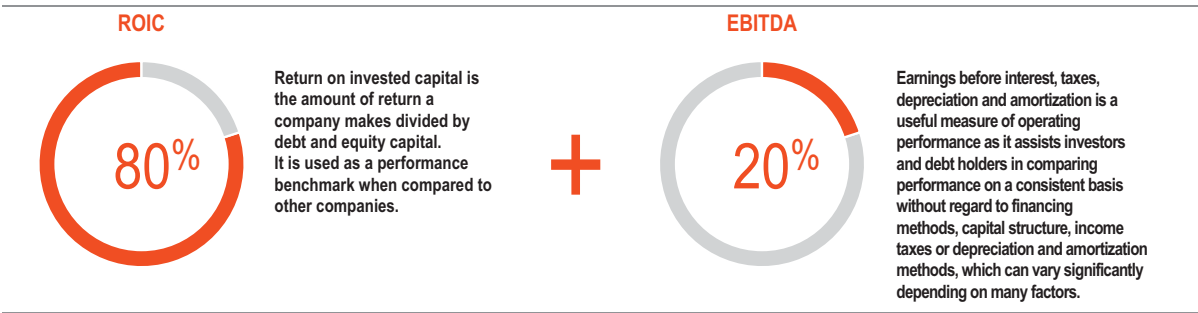 ROIC
80%
Return on invested capital is
the amount of return a
company makes divided by
debt and equity capital.
It is used as a performance
benchmark when compared to
other companies.
+
EBITDA
20%
Earnings before interest, taxes,
depreciation and amortization is a
useful measure of operating
performance as it assists investors
and debt holders in comparing
performance on a consistent basis
without regard to financing
methods, capital structure, income
taxes or depreciation and amortization
methods, which can vary significantly
depending on many factors.